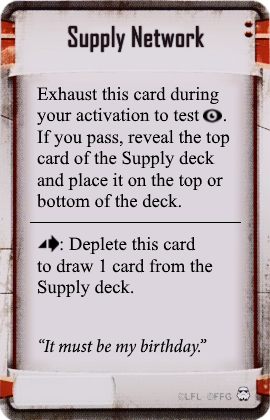 Supply Network
Exhaust this card during
your activation to test .
If you pass, reveal the top
card of the Supply deck
and place it on the top or
bottom of the deck.
: Deplete this card
to draw 1 card from the
Supply deck.
“It must be my birthday.”
©LFL ©FFG